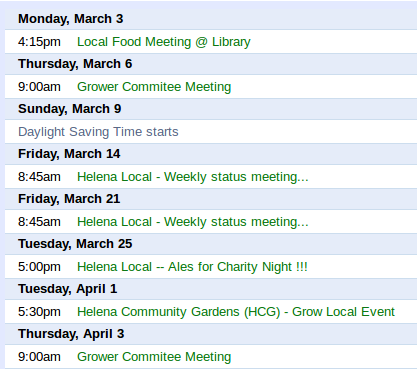 Monday, March 3
4:15pm Local Food Meeting @ Library
Thursday, March 6
9:00am Grower Commitee Meeting
Sunday, March 9
Daylight Saving Time starts
Friday, March 14
8:45am Helena Local - Weekly status meeting...
Friday, March 21
8:45am Helena Local - Weekly status meeting...
Tuesday, March 25
5:00pm Helena Local -- Ales for Charity Night !!!
Tuesday, April 1
5:30pm Helena Community Gardens (HCG) - Grow Local Event
Thursday, April 3
9:00am Grower Commitee Meeting